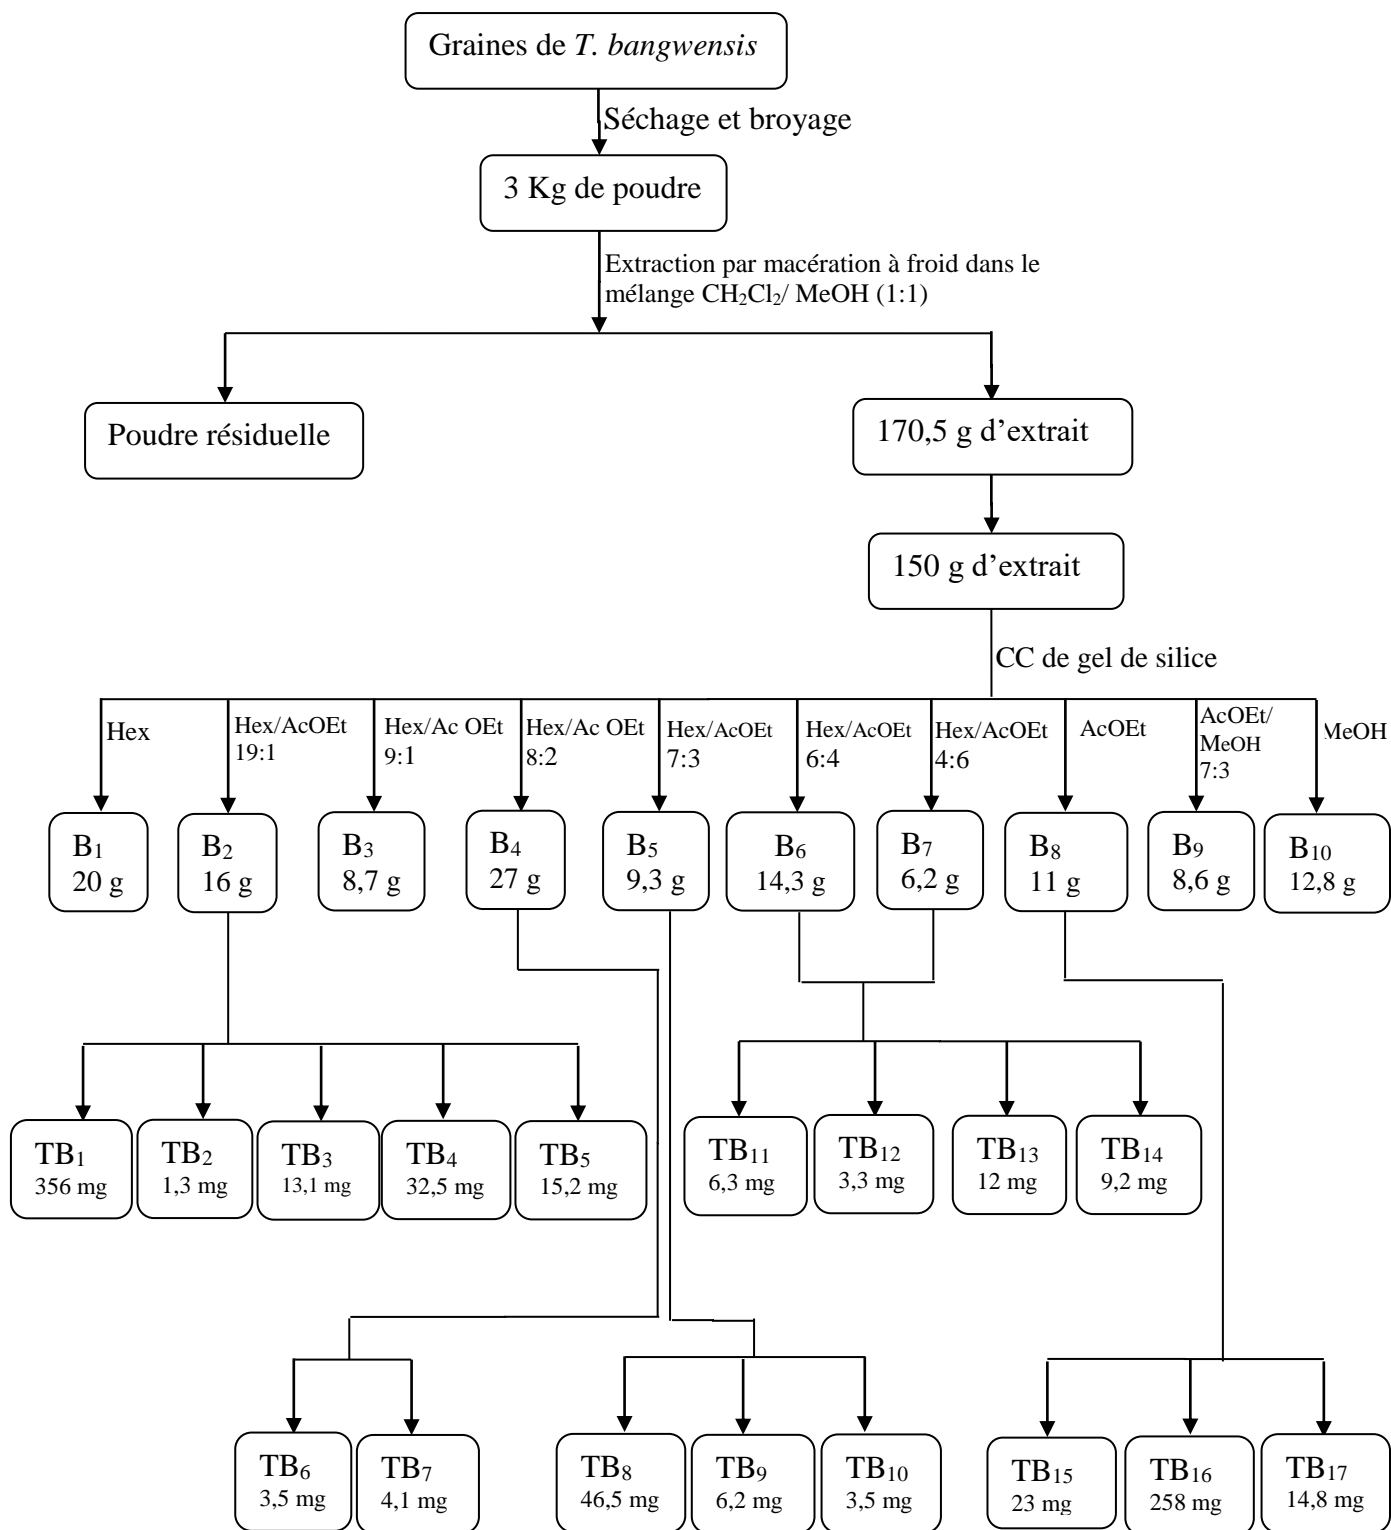 Graines de T. bangwensis
Séchage et broyage
3 Kg de poudre
Extraction par macération à froid dans le
mélange CH₂Cl₂/ MeOH (1:1)
Poudre résiduelle
170,5 g d’extrait
150 g d’extrait
CC de gel de silice
Hex
Hex/AcOEt
19:1
Hex/Ac OEt
9:1
Hex/Ac OEt
8:2
Hex/AcOEt
7:3
Hex/AcOEt
6:4
Hex/AcOEt
4:6
AcOEt
AcOEt/
MeOH
7:3
MeOH
B₁
20 g
B₂
16 g
B₃
8,7 g
B₄
27 g
B₅
9,3 g
B₆
14,3 g
B₇
6,2 g
B₈
11 g
B₉
8,6 g
B₁₀
12,8 g
TB₁
356 mg
TB₂
1,3 mg
TB₃
13,1 mg
TB₄
32,5 mg
TB₅
15,2 mg
TB₁₁
6,3 mg
TB₁₂
3,3 mg
TB₁₃
12 mg
TB₁₄
9,2 mg
TB₆
3,5 mg
TB₇
4,1 mg
TB₈
46,5 mg
TB₉
6,2 mg
TB₁₀
3,5 mg
TB₁₅
23 mg
TB₁₆
258 mg
TB₁₇
14,8 mg